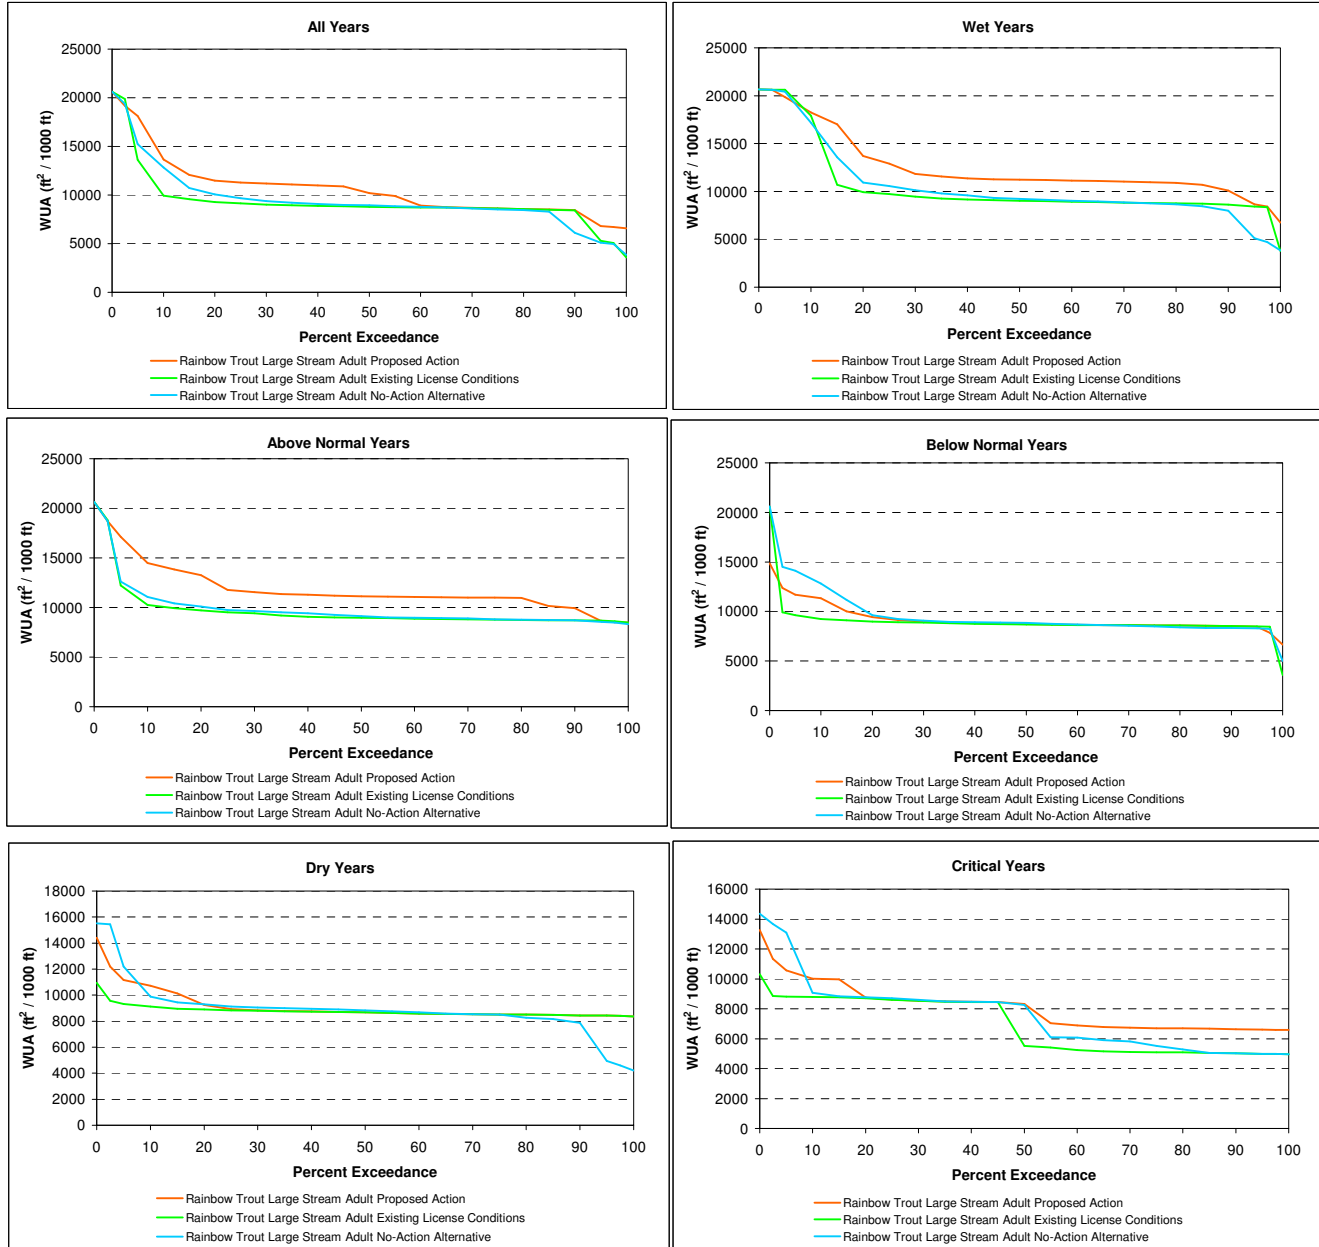 All Years
25000
20000
15000
10000
5000
0
WUA (ft² / 1000 ft)
0 10 20 30 40 50 60 70 80 90 100
Percent Exceedance
Rainbow Trout Large Stream Adult Proposed Action
Rainbow Trout Large Stream Adult Existing License Conditions
Rainbow Trout Large Stream Adult No-Action Alternative
Wet Years
25000
20000
15000
10000
5000
0
WUA (ft² / 1000 ft)
0 10 20 30 40 50 60 70 80 90 100
Percent Exceedance
Rainbow Trout Large Stream Adult Proposed Action
Rainbow Trout Large Stream Adult Existing License Conditions
Rainbow Trout Large Stream Adult No-Action Alternative
Above Normal Years
25000
20000
15000
10000
5000
0
WUA (ft² / 1000 ft)
0 10 20 30 40 50 60 70 80 90 100
Percent Exceedance
Rainbow Trout Large Stream Adult Proposed Action
Rainbow Trout Large Stream Adult Existing License Conditions
Rainbow Trout Large Stream Adult No-Action Alternative
Below Normal Years
25000
20000
15000
10000
5000
0
WUA (ft² / 1000 ft)
0 10 20 30 40 50 60 70 80 90 100
Percent Exceedance
Rainbow Trout Large Stream Adult Proposed Action
Rainbow Trout Large Stream Adult Existing License Conditions
Rainbow Trout Large Stream Adult No-Action Alternative
Dry Years
18000
16000
14000
12000
10000
8000
6000
4000
2000
0
WUA (ft² / 1000 ft)
0 10 20 30 40 50 60 70 80 90 100
Percent Exceedance
Rainbow Trout Large Stream Adult Proposed Action
Rainbow Trout Large Stream Adult Existing License Conditions
Rainbow Trout Large Stream Adult No-Action Alternative
Critical Years
16000
14000
12000
10000
8000
6000
4000
2000
0
WUA (ft² / 1000 ft)
0 10 20 30 40 50 60 70 80 90 100
Percent Exceedance
Rainbow Trout Large Stream Adult Proposed Action
Rainbow Trout Large Stream Adult Existing License Conditions
Rainbow Trout Large Stream Adult No-Action Alternative